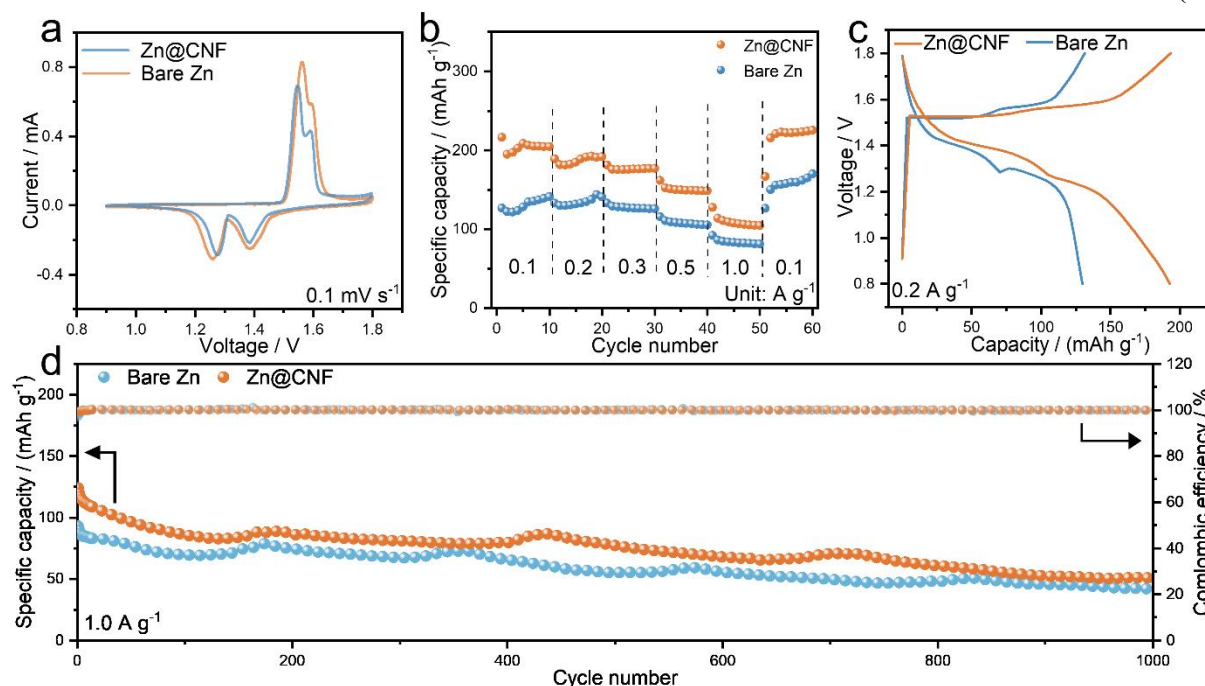 a
Zn@CNF
Bare Zn
0.8
0.4
0.0
-0.4
Current / mA
0.1 mV s⁻¹
0.8 1.0 1.2 1.4 1.6 1.8
Voltage / V
b
Zn@CNF
Bare Zn
300
200
100
0
Specific capacity / (mAh g⁻¹)
0.1 0.2 0.3 0.5 1.0 0.1
Unit: A g⁻¹
0 10 20 30 40 50 60
Cycle number
c
Zn@CNF Bare Zn
1.8
1.6
1.4
1.2
1.0
0.8
Voltage / V
0.2 A g⁻¹
0 50 100 150 200
Capacity / (mAh g⁻¹)
d
Bare Zn Zn@CNF
200
150
100
50
0
Specific capacity / (mAh g⁻¹)
120
100
80
60
40
20
0
Comlombic efficiency / %
1.0 A g⁻¹
0 200 400 600 800 1000
Cycle number